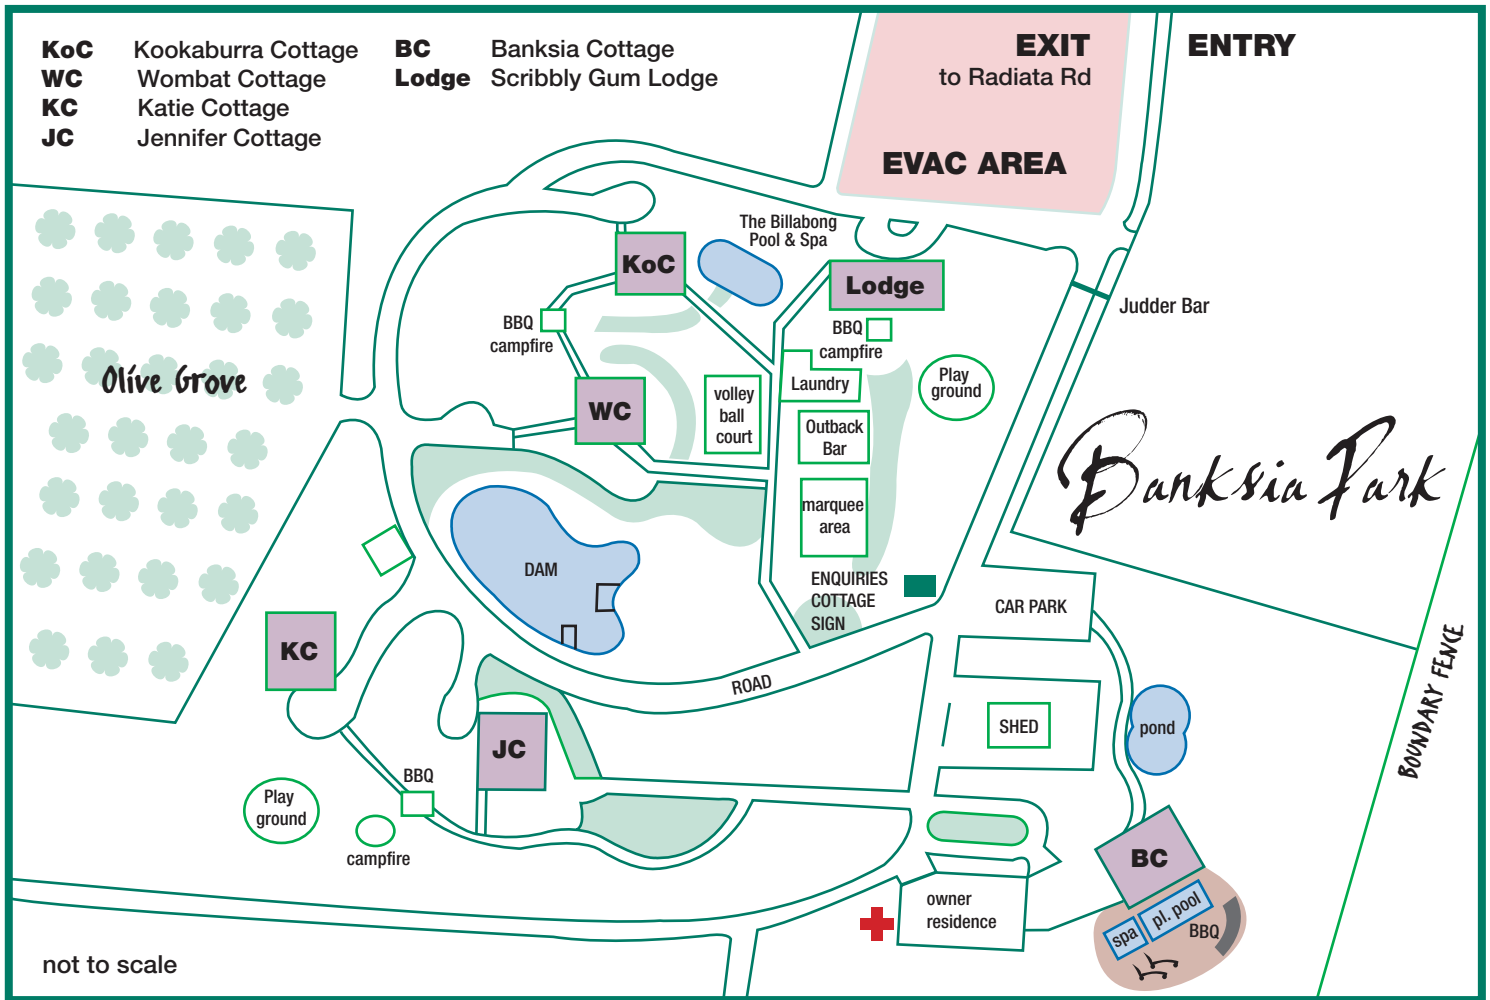 KoC Kookaburra Cottage
WC Wombat Cottage
KC Katie Cottage
JC Jennifer Cottage
BC Banksia Cottage
Lodge Scribbly Gum Lodge
EXIT
to Radiata Rd
ENTRY
EVAC AREA
The Billabong
Pool & Spa
KoC
Lodge
Judder Bar
BBQ
campfire
BBQ
campfire
Laundry
Play
ground
Olive Grove
WC
volley
ball
court
Outback
Bar
Banksia Park
marquee
area
DAM
ENQUIRIES
COTTAGE
SIGN
CAR PARK
KC
ROAD
BOUNDARY FENCE
SHED
pond
JC
BBQ
Play
ground
campfire
BC
owner
residence
spa
pl. pool
BBQ
not to scale